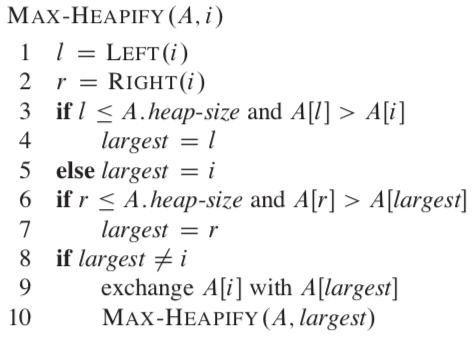 MAX-HEAPIFY(A, i)
1 l = LEFT(i)
2 r = RIGHT(i)
3 if l ≤ A.heap-size and A[l] > A[i]
4 largest = l
5 else largest = i
6 if r ≤ A.heap-size and A[r] > A[largest]
7 largest = r
8 if largest ≠ i
9 exchange A[i] with A[largest]
10 MAX-HEAPIFY(A, largest)